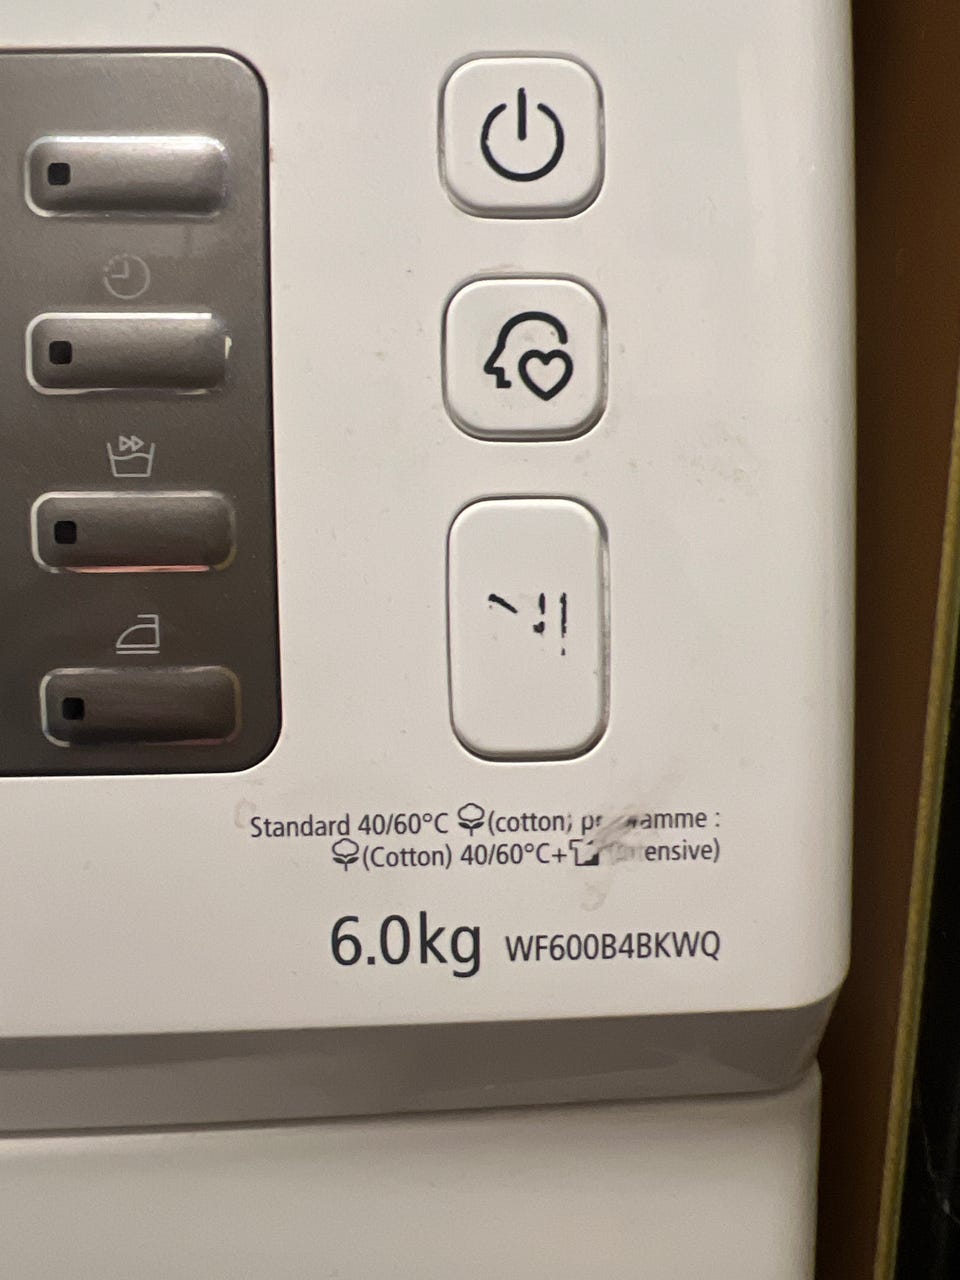 Standard 40/60°C (cotton)
(Cotton) 40/60°C+
6.0kg WF600B4BKWQ